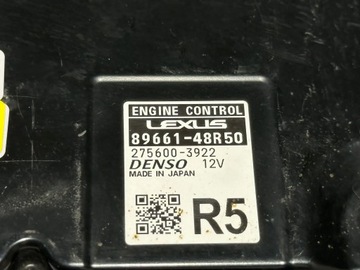 ENGINE CONTROL
LEXUS
89661-48R50
275600-3922
DENSO 12V
MADE IN JAPAN
R5